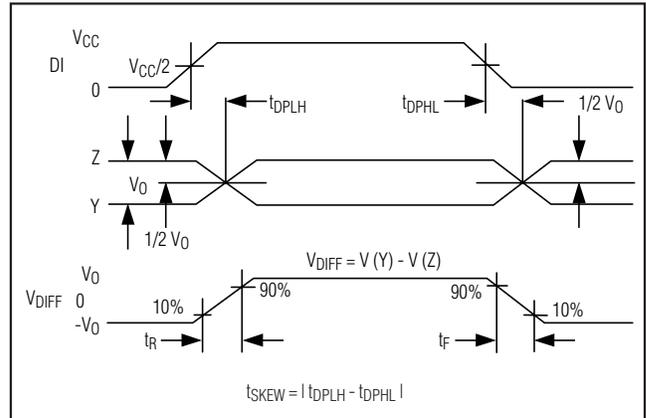 VCC
DI
VCC/2
0
tDPLH
tDPHL
1/2 VO
Z
VO
Y
1/2 VO
VDIFF = V (Y) - V (Z)
VO
VDIFF 0
-VO
10%
90%
90%
10%
tR
tF
tSKEW = | tDPLH - tDPHL |